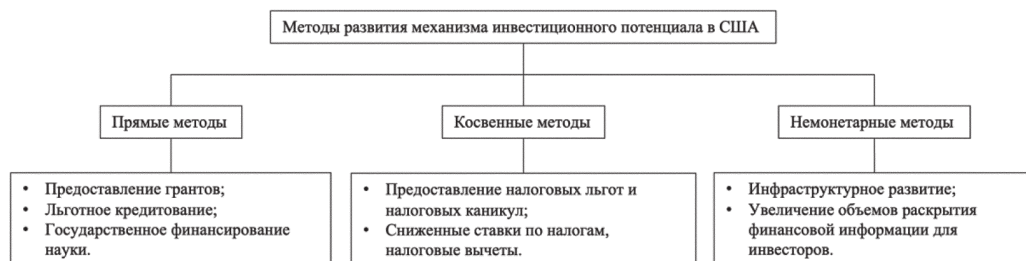 Методы развития механизма инвестиционного потенциала в США
Прямые методы
Косвенные методы
Немонетарные методы
• Предоставление грантов;
• Льготное кредитование;
• Государственное финансирование
науки.
• Предоставление налоговых льгот и
налоговых каникул;
• Сниженные ставки по налогам,
налоговые вычеты.
• Инфраструктурное развитие;
• Увеличение объемов раскрытия
финансовой информации для
инвесторов.